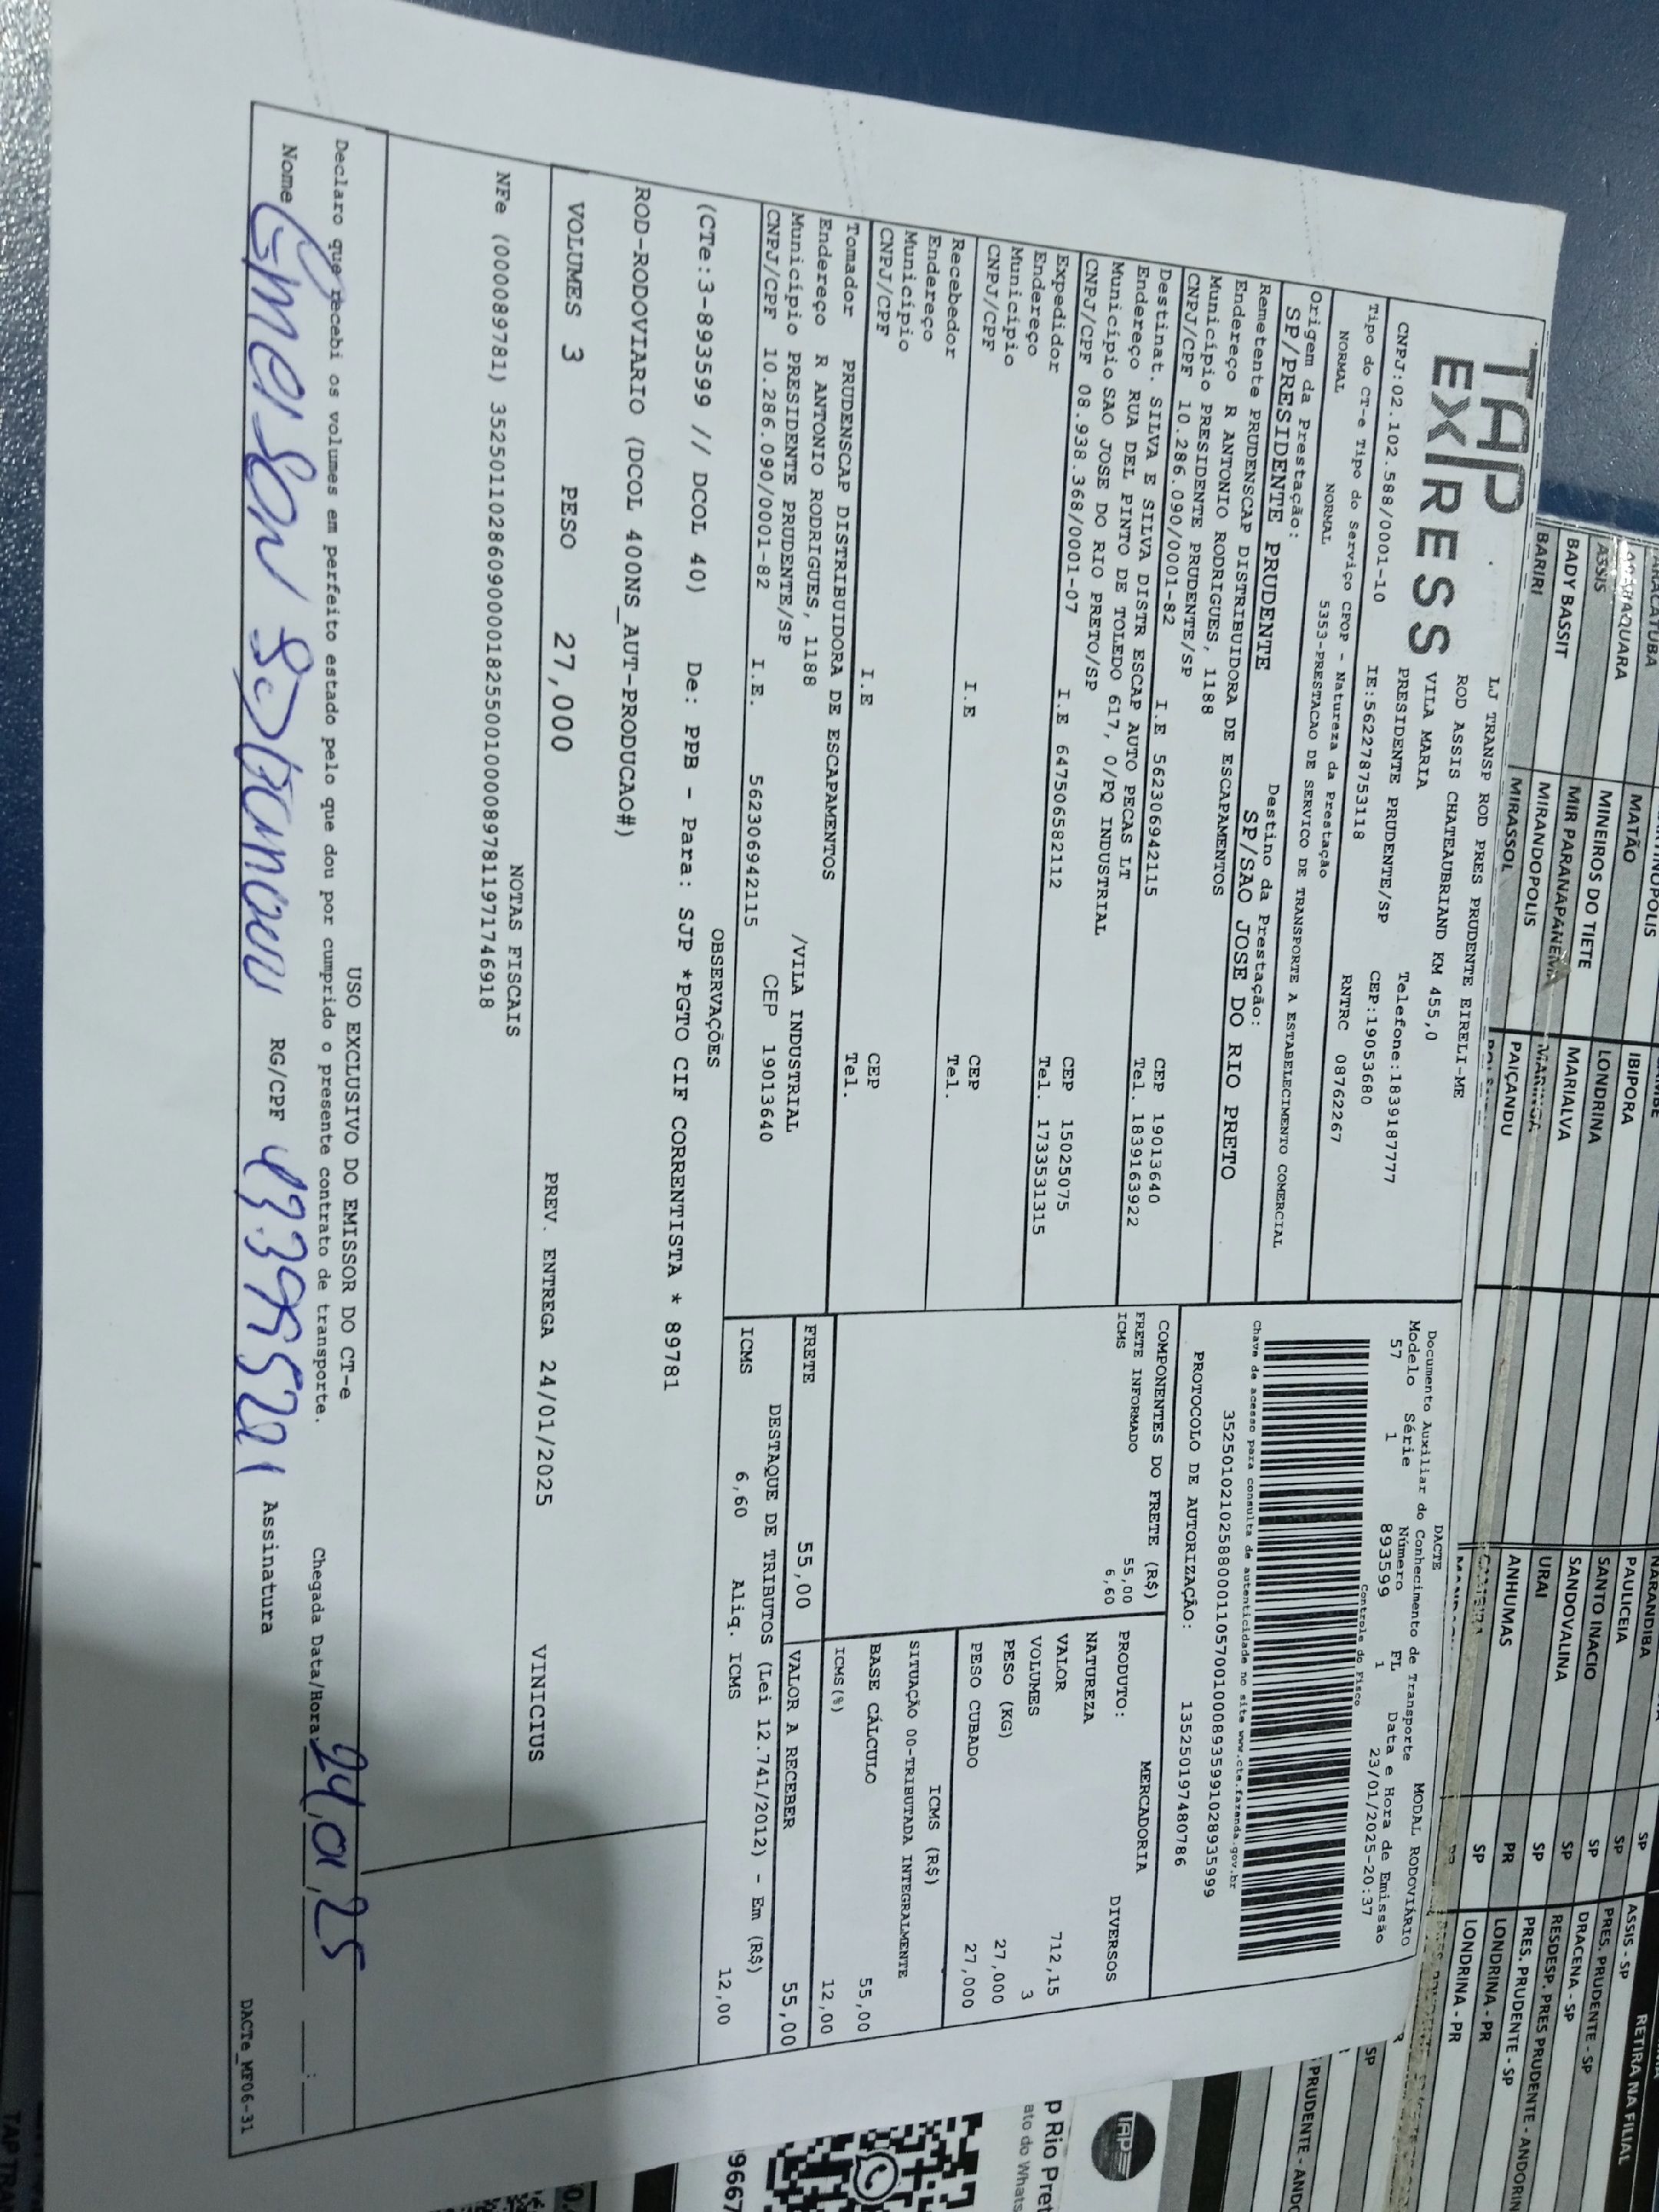 TAP
EXPRESS
LJ TRANSP ROD PRES PRUDENTE EIRELI-ME
ROD ASSIS CHATEAUBRIAND KM 455,0
VILA MARIA
PRESIDENTE PRUDENTE/SP Telefone:1839187777
CNPJ:02.102.588/0001-10 IE:562278753118 CEP:19053680
Tipo do CT-e Tipo do Serviço CFOP - Natureza da Prestação RNTRC 08762267
NORMAL NORMAL 5353-PRESTACAO DE SERVICO DE TRANSPORTE A ESTABELECIMENTO COMERCIAL
Origem da Prestação: Destino da Prestação:
SP/PRESIDENTE PRUDENTE SP/SAO JOSE DO RIO PRETO
DACTE MODAL RODOVIÁRIO
Documento Auxiliar do Conhecimento de Transporte
Modelo Série Número FL Data e Hora de Emissão
57 1 893599 1 23/01/2025-20:37
Controle do Fisco
Chave de acesso para consulta de autenticidade no site www.cte.fazenda.gov.br
PROTOCOLO DE AUTORIZAÇÃO: 135250197480786
Remetente PRUDENSCAP DISTRIBUIDORA DE ESCAPAMENTOS
Endereço R ANTONIO RODRIGUES, 1188
Município PRESIDENTE PRUDENTE/SP CEP 19013640
CNPJ/CPF 10.286.090/0001-82 I.E 562306942115 Tel. 1839163922
Destinat. SILVA E SILVA DISTR ESCAP AUTO PECAS LT
Endereço RUA DEL PINTO DE TOLEDO 617, 0/PQ INDUSTRIAL
Município SAO JOSE DO RIO PRETO/SP CEP 15025075
CNPJ/CPF 08.938.368/0001-07 I.E 647506582112 Tel. 1733531315
Expedidor
Endereço
Município CEP
CNPJ/CPF I.E Tel.
Recebedor
Endereço
Município CEP
CNPJ/CPF I.E Tel.
Tomador PRUDENSCAP DISTRIBUIDORA DE ESCAPAMENTOS
Endereço R ANTONIO RODRIGUES, 1188 /VILA INDUSTRIAL
Município PRESIDENTE PRUDENTE/SP CEP 19013640
CNPJ/CPF 10.286.090/0001-82 I.E. 562306942115
COMPONENTES DO FRETE (R$)
FRETE INFORMADO 55,00
ICMS 6,60
MERCADORIA
PRODUTO: DIVERSOS
NATUREZA
VALOR 712,15
VOLUMES 3
PESO (KG) 27,000
PESO CUBADO 27,000
ICMS (R$)
SITUAÇÃO 00-TRIBUTADA INTEGRALMENTE
BASE CÁLCULO 55,00
ICMS(%) 12,00
FRETE 55,00 VALOR A RECEBER 55,00
DESTAQUE DE TRIBUTOS (Lei 12.741/2012) - Em (R$)
ICMS 6,60 Aliq. ICMS 12,00
OBSERVAÇÕES
(CTe:3-893599 // DCOL 40) De: PPB - Para: SJP *PGTO CIF CORRENTISTA * 89781
ROD-RODOVIARIO (DCOL 400NS_AUT-PRODUCAO#)
VOLUMES 3 PESO 27,000 PREV. ENTREGA 24/01/2025 VINICIUS
NOTAS FISCAIS
NFe (000089781) 35250110286090000182550010000897811971746918
USO EXCLUSIVO DO EMISSOR DO CT-e
Declaro que recebi os volumes em perfeito estado pelo que dou por cumprido o presente contrato de transporte.
Chegada Data/Hora 24/01/25
Nome Emerson RG/CPF Assinatura
DACTe_MF06-31
MATÃO IBIPORA PAULICEIA SP ASSIS - SP
ASSIS MINEIROS DO TIETE LONDRINA SANTO INACIO SP PRES. PRUDENTE - SP
BADY BASSIT MIR PARANAPANEMA MARIALVA SANDOVALINA SP DRACENA - SP
BARIRI MIRANDOPOLIS MARINGA URAI SP RESDESP. PRES PRUDENTE
MIRASSOL PAIÇANDU ANHUMAS PR PRES. PRUDENTE - SP
SP LONDRINA - PR
LONDRINA - PR
RETIRA NA FILIAL
NARANDIBA
TAP
p Rio Pret
ato do Whats